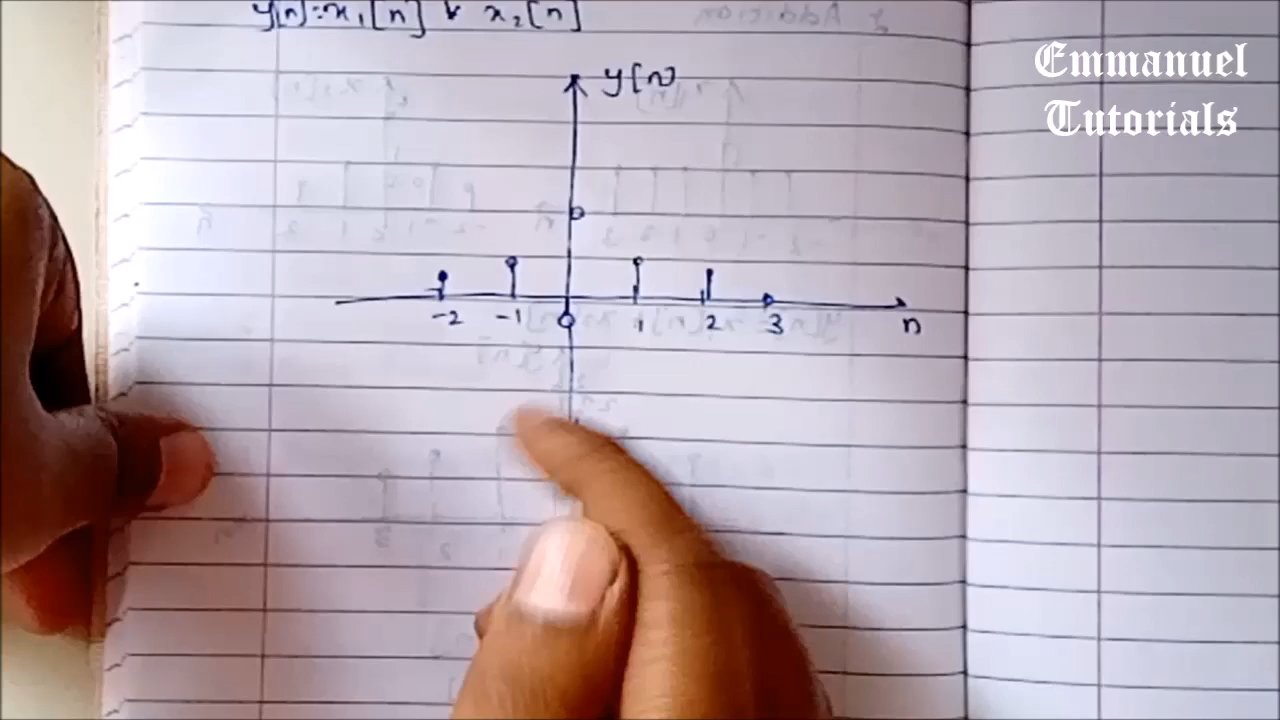 y[n]=x₁[n] × x₂[n]
Emmanuel
Tutorials
y[n]
-2 -1 0 1 2 3 n